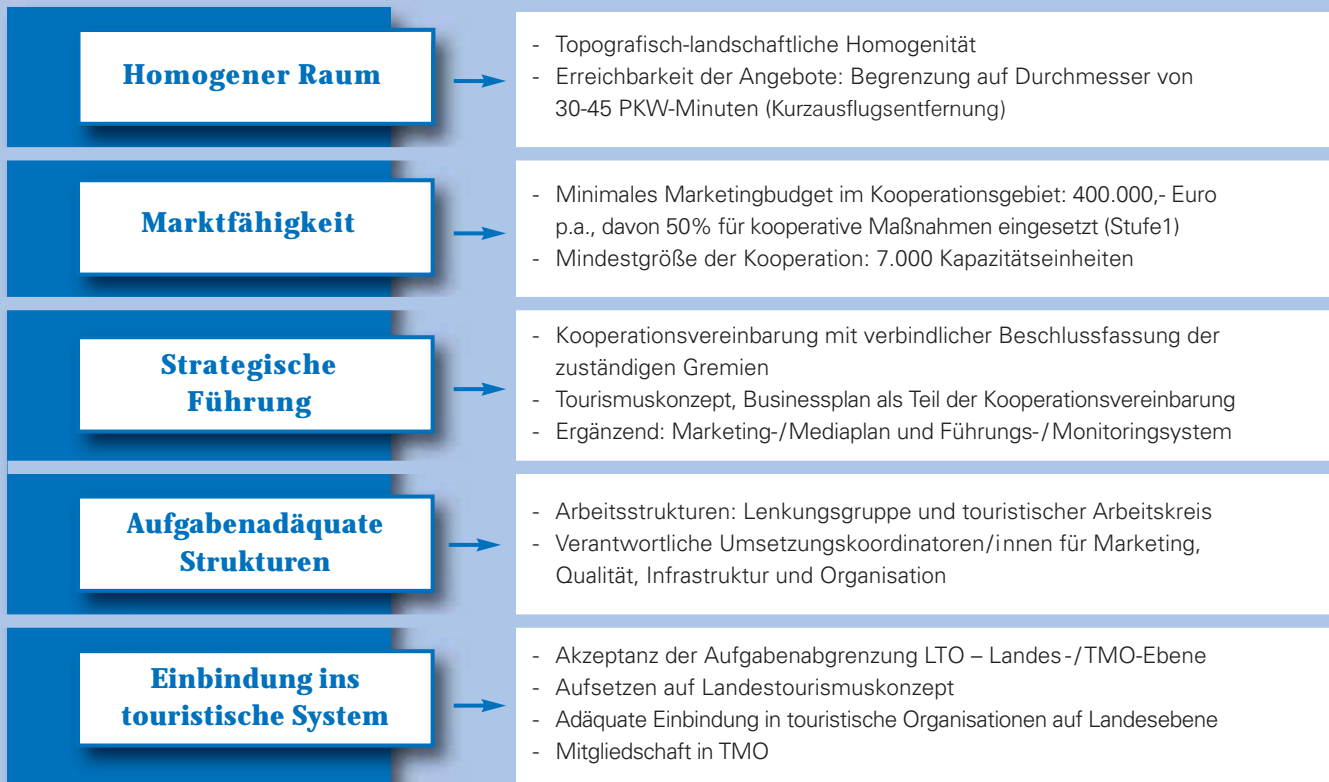 Homogener Raum
- Topografisch-landschaftliche Homogenität
- Erreichbarkeit der Angebote: Begrenzung auf Durchmesser von
30-45 PKW-Minuten (Kurzausflugsentfernung)
Marktfähigkeit
- Minimales Marketingbudget im Kooperationsgebiet: 400.000,- Euro
p.a., davon 50% für kooperative Maßnahmen eingesetzt (Stufe1)
- Mindestgröße der Kooperation: 7.000 Kapazitätseinheiten
Strategische
Führung
- Kooperationsvereinbarung mit verbindlicher Beschlussfassung der
zuständigen Gremien
- Tourismuskonzept, Businessplan als Teil der Kooperationsvereinbarung
- Ergänzend: Marketing-/Mediaplan und Führungs-/Monitoringsystem
Aufgabenadäquate
Strukturen
- Arbeitsstrukturen: Lenkungsgruppe und touristischer Arbeitskreis
- Verantwortliche Umsetzungskoordinatoren/innen für Marketing,
Qualität, Infrastruktur und Organisation
Einbindung ins
touristische System
- Akzeptanz der Aufgabenabgrenzung LTO – Landes-/TMO-Ebene
- Aufsetzen auf Landestourismuskonzept
- Adäquate Einbindung in touristische Organisationen auf Landesebene
- Mitgliedschaft in TMO